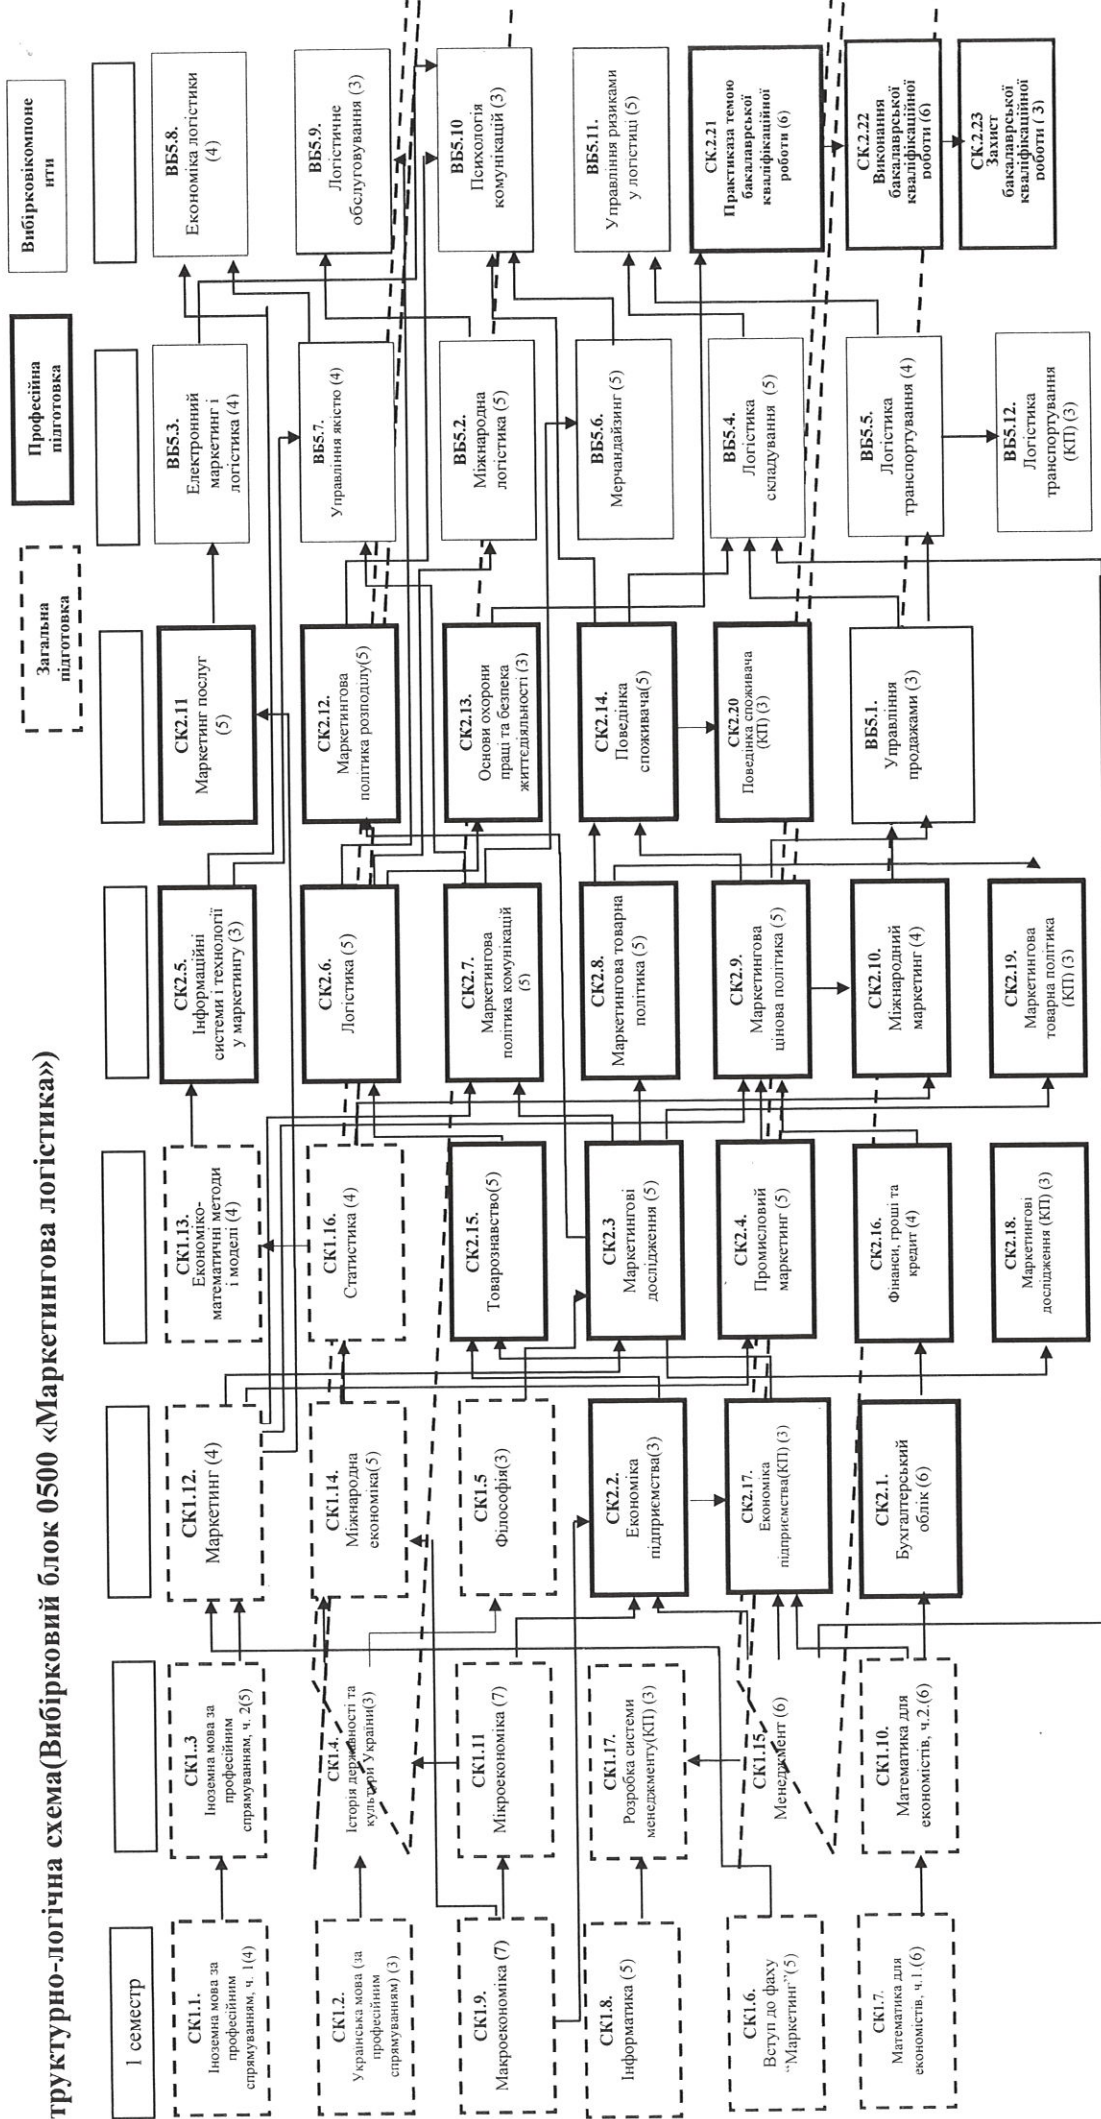 труктурно-логічна схема(Вибірковий блок 0500 «Маркетингова логістика»)
Загальна
підготовка
Професійна
підготовка
Вибірковікомпоне
нти
1 семестр
СК1.1.
Іноземна мова за
професійним
спрямуванням, ч. 1(4)
СК1.2.
Українська мова (за
професійним
спрямуванням) (3)
СК1.9.
Макроекономіка (7)
СК1.8.
Інформатика (5)
СК1.6.
Вступ до фаху
“Маркетинг”(5)
СК1.7.
Математика для
економістів, ч.1.(6)
СК1.3
Іноземна мова за
професійним
спрямуванням, ч. 2(5)
СК1.4.
Історія державності та
культури України(3)
СК1.11
Мікроекономіка (7)
СК1.17.
Розробка системи
менеджменту(КП) (3)
СК1.15.
Менеджмент (6)
СК1.10.
Математика для
економістів, ч.2.(6)
СК1.12.
Маркетинг (4)
СК1.14.
Міжнародна
економіка(5)
СК1.5
Філософія(3)
СК2.2.
Економіка
підприємства(3)
СК2.17.
Економіка
підприємства(КП) (3)
СК2.1.
Бухгалтерський
облік (6)
СК1.13.
Економіко-
математичні методи
і моделі (4)
СК1.16.
Статистика (4)
СК2.15.
Товарознавство(5)
СК2.3
Маркетингові
дослідження (5)
СК2.4.
Промисловий
маркетинг (5)
СК2.16.
Фінанси, гроші та
кредит (4)
СК2.18.
Маркетингові
дослідження (КП) (3)
СК2.5.
Інформаційні
системи і технології
у маркетингу (3)
СК2.6.
Логістика (5)
СК2.7.
Маркетингова
політика комунікацій
(5)
СК2.8.
Маркетингова товарна
політика (5)
СК2.9.
Маркетингова
цінова політика (5)
СК2.10.
Міжнародний
маркетинг (4)
СК2.19.
Маркетингова
товарна політика
(КП) (3)
СК2.11
Маркетинг послуг
(5)
СК2.12.
Маркетингова
політика розподілу(5)
СК2.13.
Основи охорони
праці та безпека
життєдіяльності (3)
СК2.14.
Поведінка
споживача(5)
СК2.20
Поведінка споживача
(КП) (3)
ВБ5.1.
Управління
продажами (3)
ВБ5.3.
Електронний
маркетинг і
логістика (4)
ВБ5.7.
Управління якістю (4)
ВБ5.2.
Міжнародна
логістика (5)
ВБ5.6.
Мерчандайзинг (5)
ВБ5.4.
Логістика
складування (5)
ВБ5.5.
Логістика
транспортування (4)
ВБ5.12.
Логістика
транспортування
(КП) (3)
ВБ5.8.
Економіка логістики
(4)
ВБ5.9.
Логістичне
обслуговування (3)
ВБ5.10
Психологія
комунікацій (3)
ВБ5.11.
Управління ризиками
у логістиці (5)
СК.2.21
Практиказа темою
бакалаврської
кваліфікаційної
роботи (6)
СК.2.22
Виконання
бакалаврської
кваліфікаційної
роботи (6)
СК.2.23
Захист
бакалаврської
кваліфікаційної
роботи ( 3)